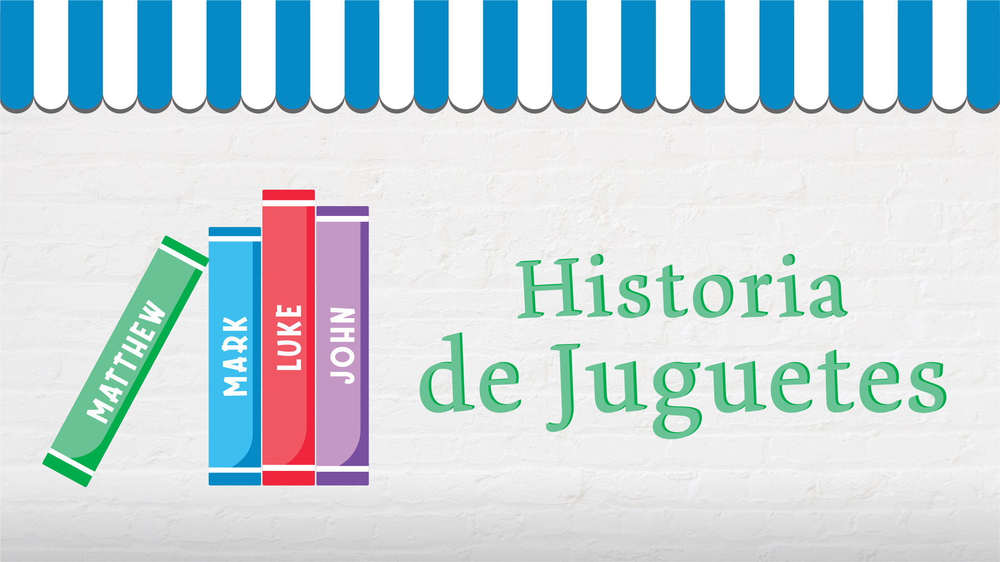 MATTHEW
MARK
LUKE
JOHN
Historia
de Juguetes